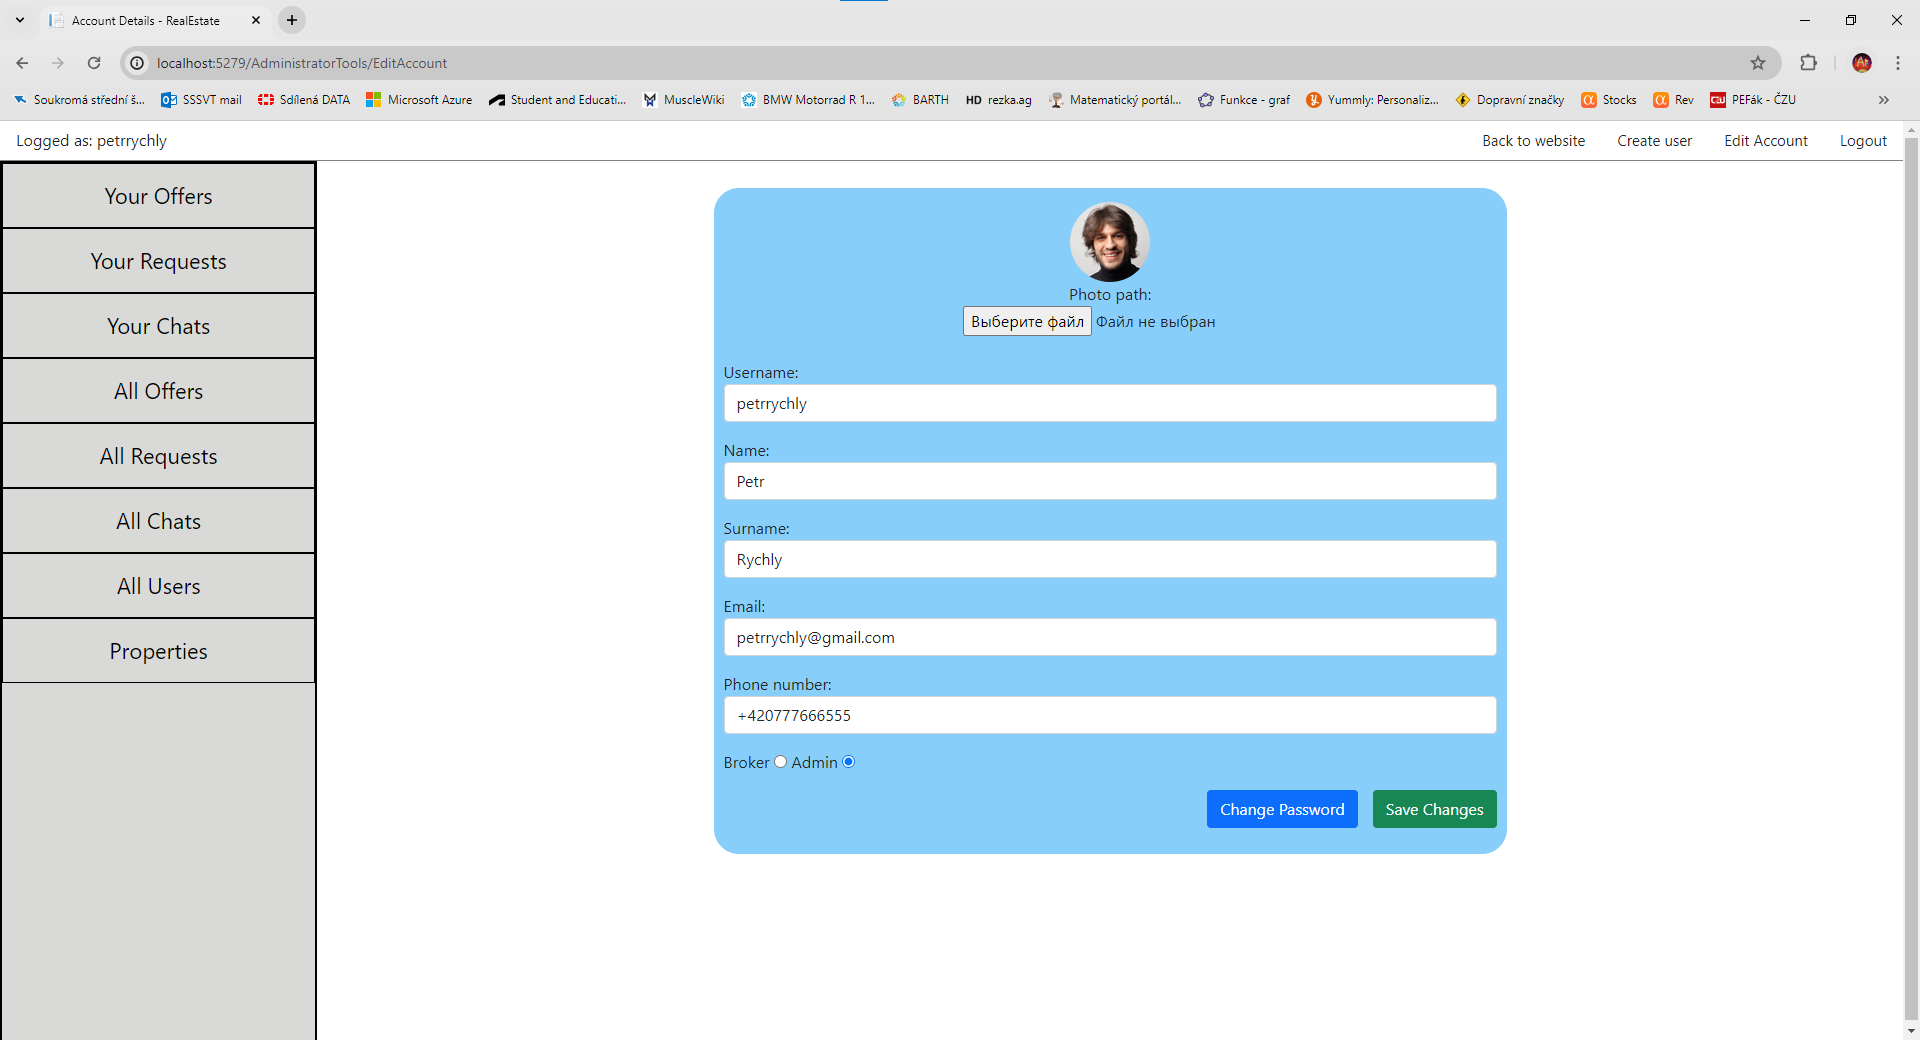 Account Details - RealEstate
localhost:5279/AdministratorTools/EditAccount
Soukromá střední š... SSSVT mail Sdílená DATA Microsoft Azure Student and Educati... MuscleWiki BMW Motorrad R 1... BARTH HD rezka.ag Matematický portál... Funkce - graf Yummly: Personaliz... Dopravní značky Stocks Rev PEFák - ČZU
Logged as: petrrychly Back to website Create user Edit Account Logout
Your Offers
Your Requests
Your Chats
All Offers
All Requests
All Chats
All Users
Properties
Photo path:
Выберите файл Файл не выбран
Username:
petrrychly
Name:
Petr
Surname:
Rychly
Email:
petrrychly@gmail.com
Phone number:
+420777666555
Broker Admin
Change Password Save Changes